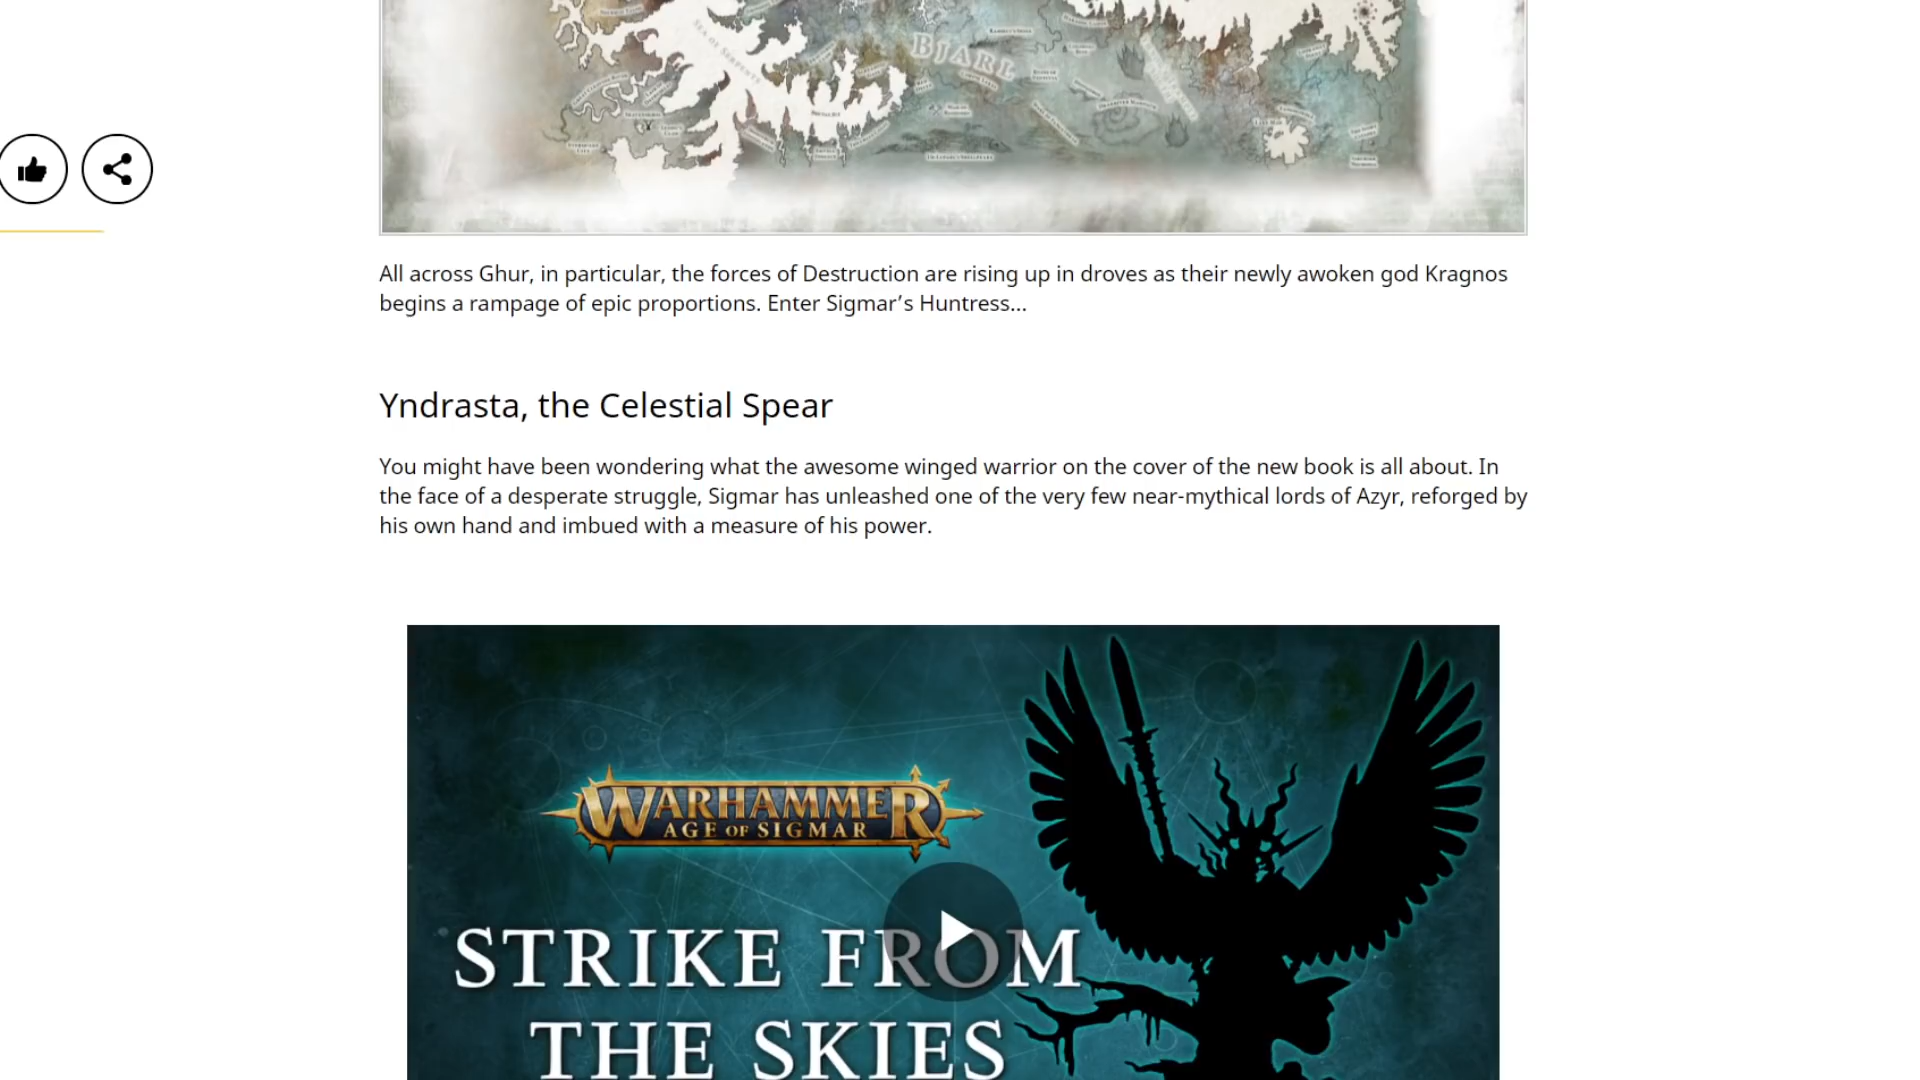 BJARL
All across Ghur, in particular, the forces of Destruction are rising up in droves as their newly awoken god Kragnos
begins a rampage of epic proportions. Enter Sigmar’s Huntress…
Yndrasta, the Celestial Spear
You might have been wondering what the awesome winged warrior on the cover of the new book is all about. In
the face of a desperate struggle, Sigmar has unleashed one of the very few near-mythical lords of Azyr, reforged by
his own hand and imbued with a measure of his power.
WARHAMMER
AGE OF SIGMAR
STRIKE FROM
THE SKIES